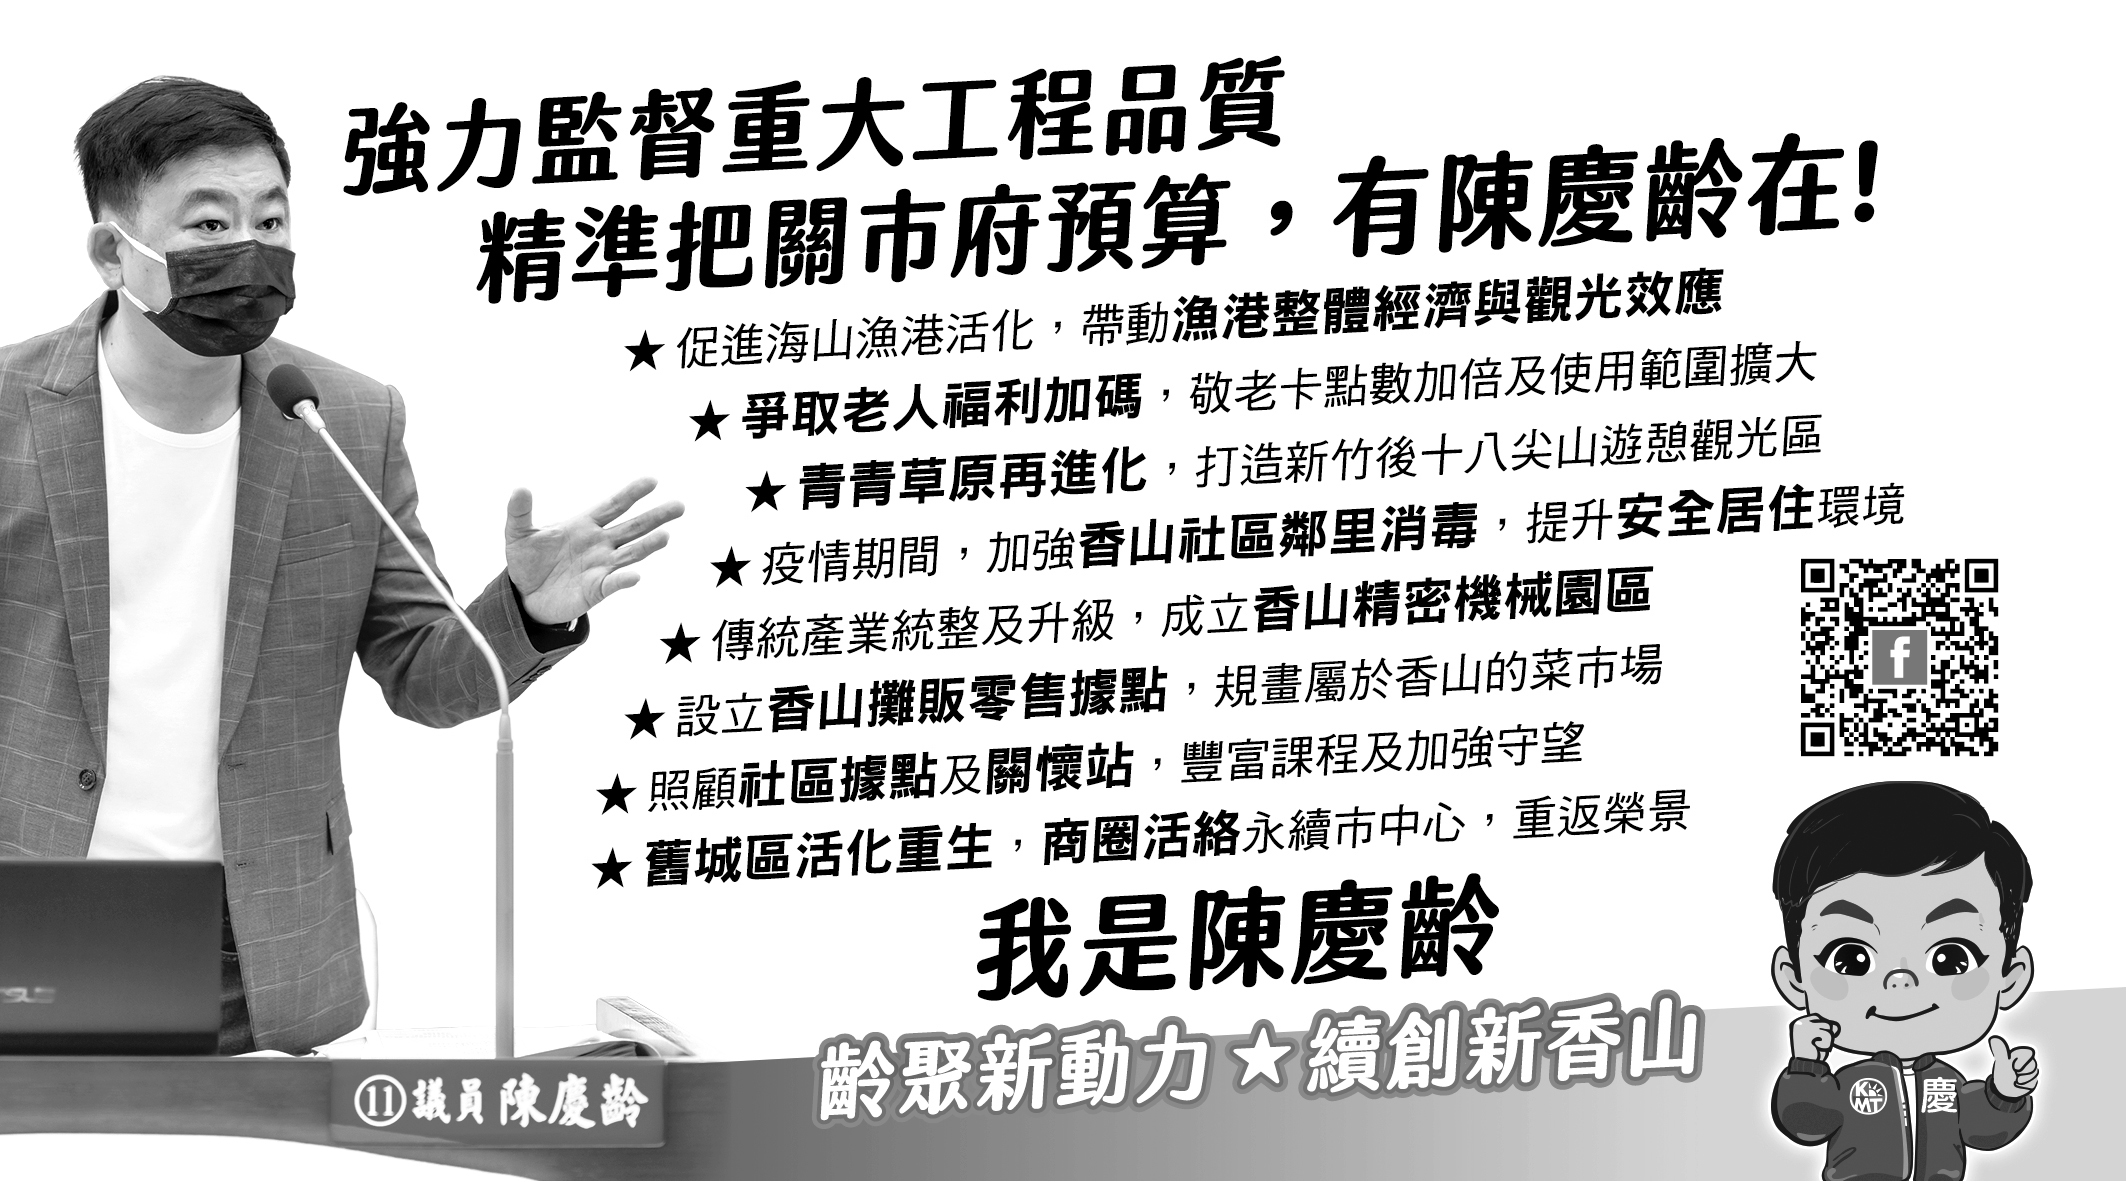 強力監督重大工程品質
精準把關市府預算，有陳慶齡在!
★ 促進海山漁港活化，帶動漁港整體經濟與觀光效應
★ 爭取老人福利加碼，敬老卡點數加倍及使用範圍擴大
★ 青青草原再進化，打造新竹後十八尖山遊憩觀光區
★ 疫情期間，加強香山社區鄰里消毒，提升安全居住環境
★ 傳統產業統整及升級，成立香山精密機械園區
★ 設立香山攤販零售據點，規畫屬於香山的菜市場
★ 照顧社區據點及關懷站，豐富課程及加強守望
★ 舊城區活化重生，商圈活絡永續市中心，重返榮景
我是陳慶齡
齡聚新動力★續創新香山
⑪議員陳慶齡
f
KMT
慶